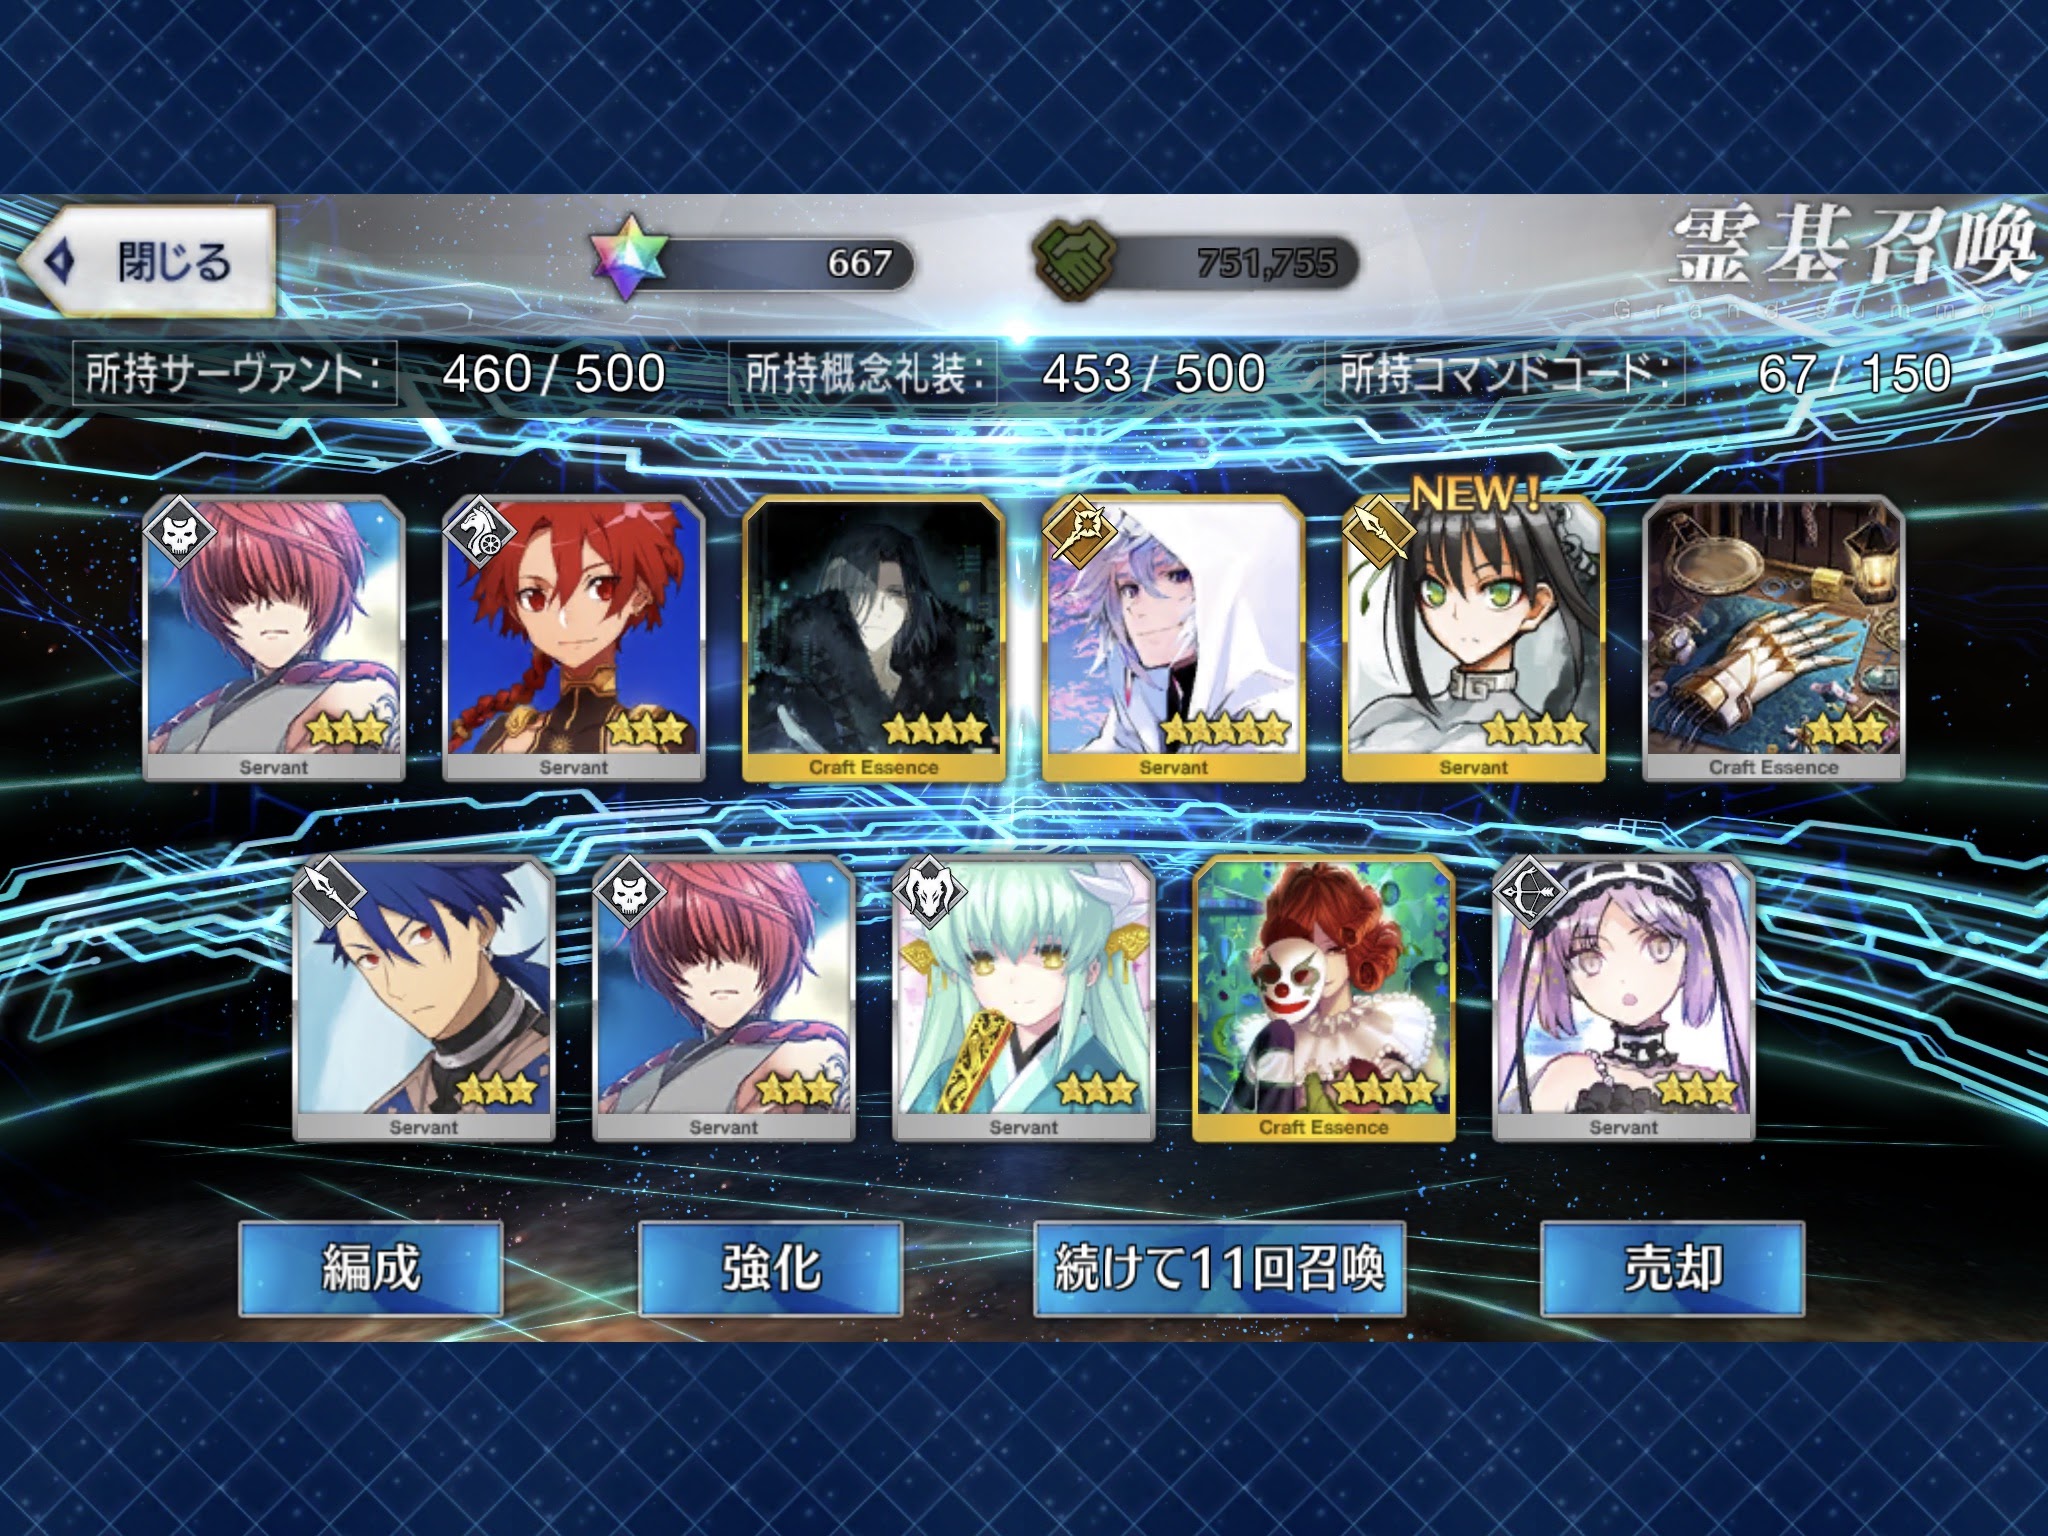 閉じる
667
751,755
霊基召喚
Grand summon
所持サーヴァント: 460 / 500 所持概念礼装: 453 / 500 所持コマンドコード: 67 / 150
NEW!
Servant
Servant
Craft Essence
Servant
Servant
Craft Essence
Servant
Servant
Servant
Craft Essence
Servant
編成
強化
続けて11回召喚
売却